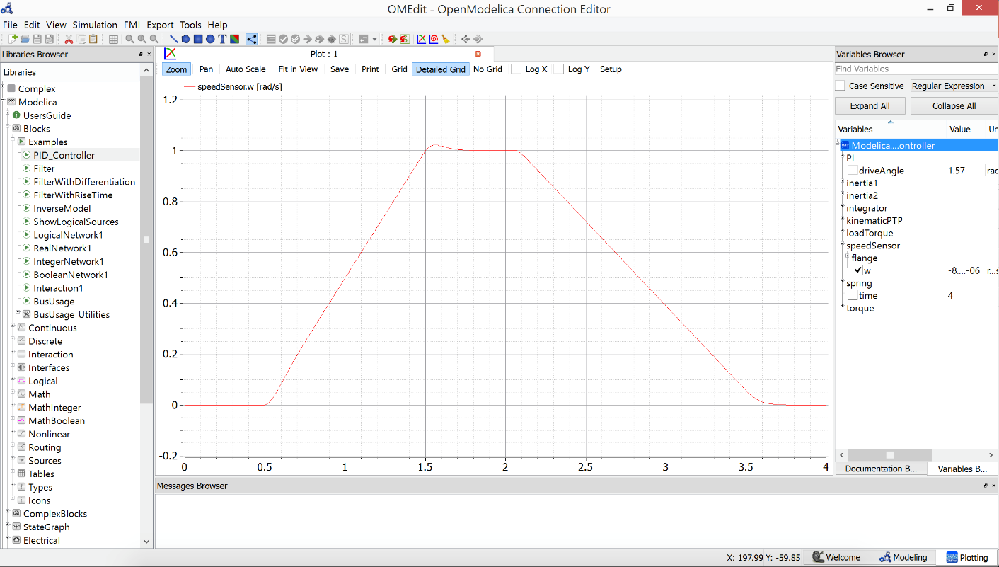 OMEdit - OpenModelica Connection Editor
File Edit View Simulation FMI Export Tools Help
Libraries Browser
Libraries
Complex
Modelica
UsersGuide
Blocks
Examples
PID_Controller
Filter
FilterWithDifferentiation
FilterWithRiseTime
InverseModel
ShowLogicalSources
LogicalNetwork1
RealNetwork1
IntegerNetwork1
BooleanNetwork1
Interaction1
BusUsage
BusUsage_Utilities
Continuous
Discrete
Interaction
Interfaces
Logical
Math
MathInteger
MathBoolean
Nonlinear
Routing
Sources
Tables
Types
Icons
ComplexBlocks
StateGraph
Electrical
Plot : 1
Zoom Pan Auto Scale Fit in View Save Print Grid Detailed Grid No Grid Log X Log Y Setup
speedSensor.w [rad/s]
1.2
1
0.8
0.6
0.4
0.2
0
-0.2
0 0.5 1 1.5 2 2.5 3 3.5 4
Messages Browser
Variables Browser
Find Variables
Case Sensitive Regular Expression
Expand All Collapse All
Variables Value Ur
Modelica....ontroller
PI
driveAngle 1.57 rac
inertia1
inertia2
integrator
kinematicPTP
loadTorque
speedSensor
flange
w -8....-06 r...s
spring
time 4
torque
Documentation B... Variables B...
X: 197.99 Y: -59.85 Welcome Modeling Plotting